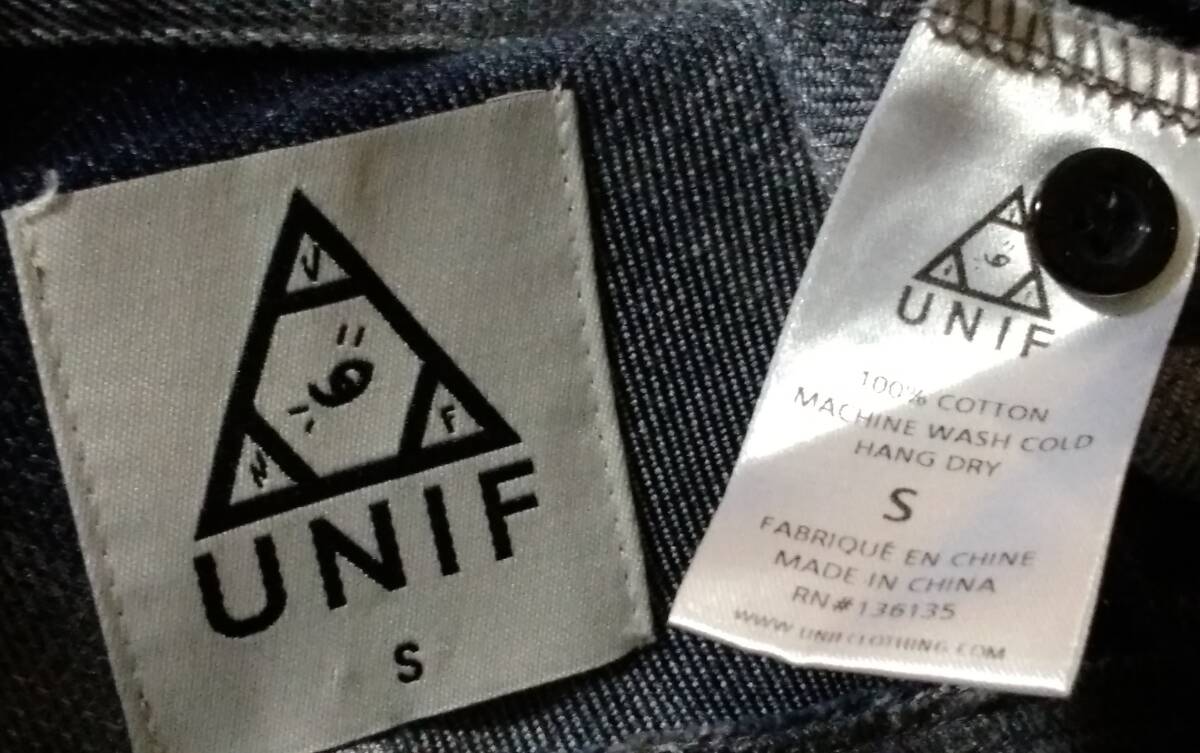 U
N
F
UNIF
S
UNIF
100% COTTON
MACHINE WASH COLD
HANG DRY
S
FABRIQUÉ EN CHINE
MADE IN CHINA
RN#136135
WWW.UNIFCLOTHING.COM